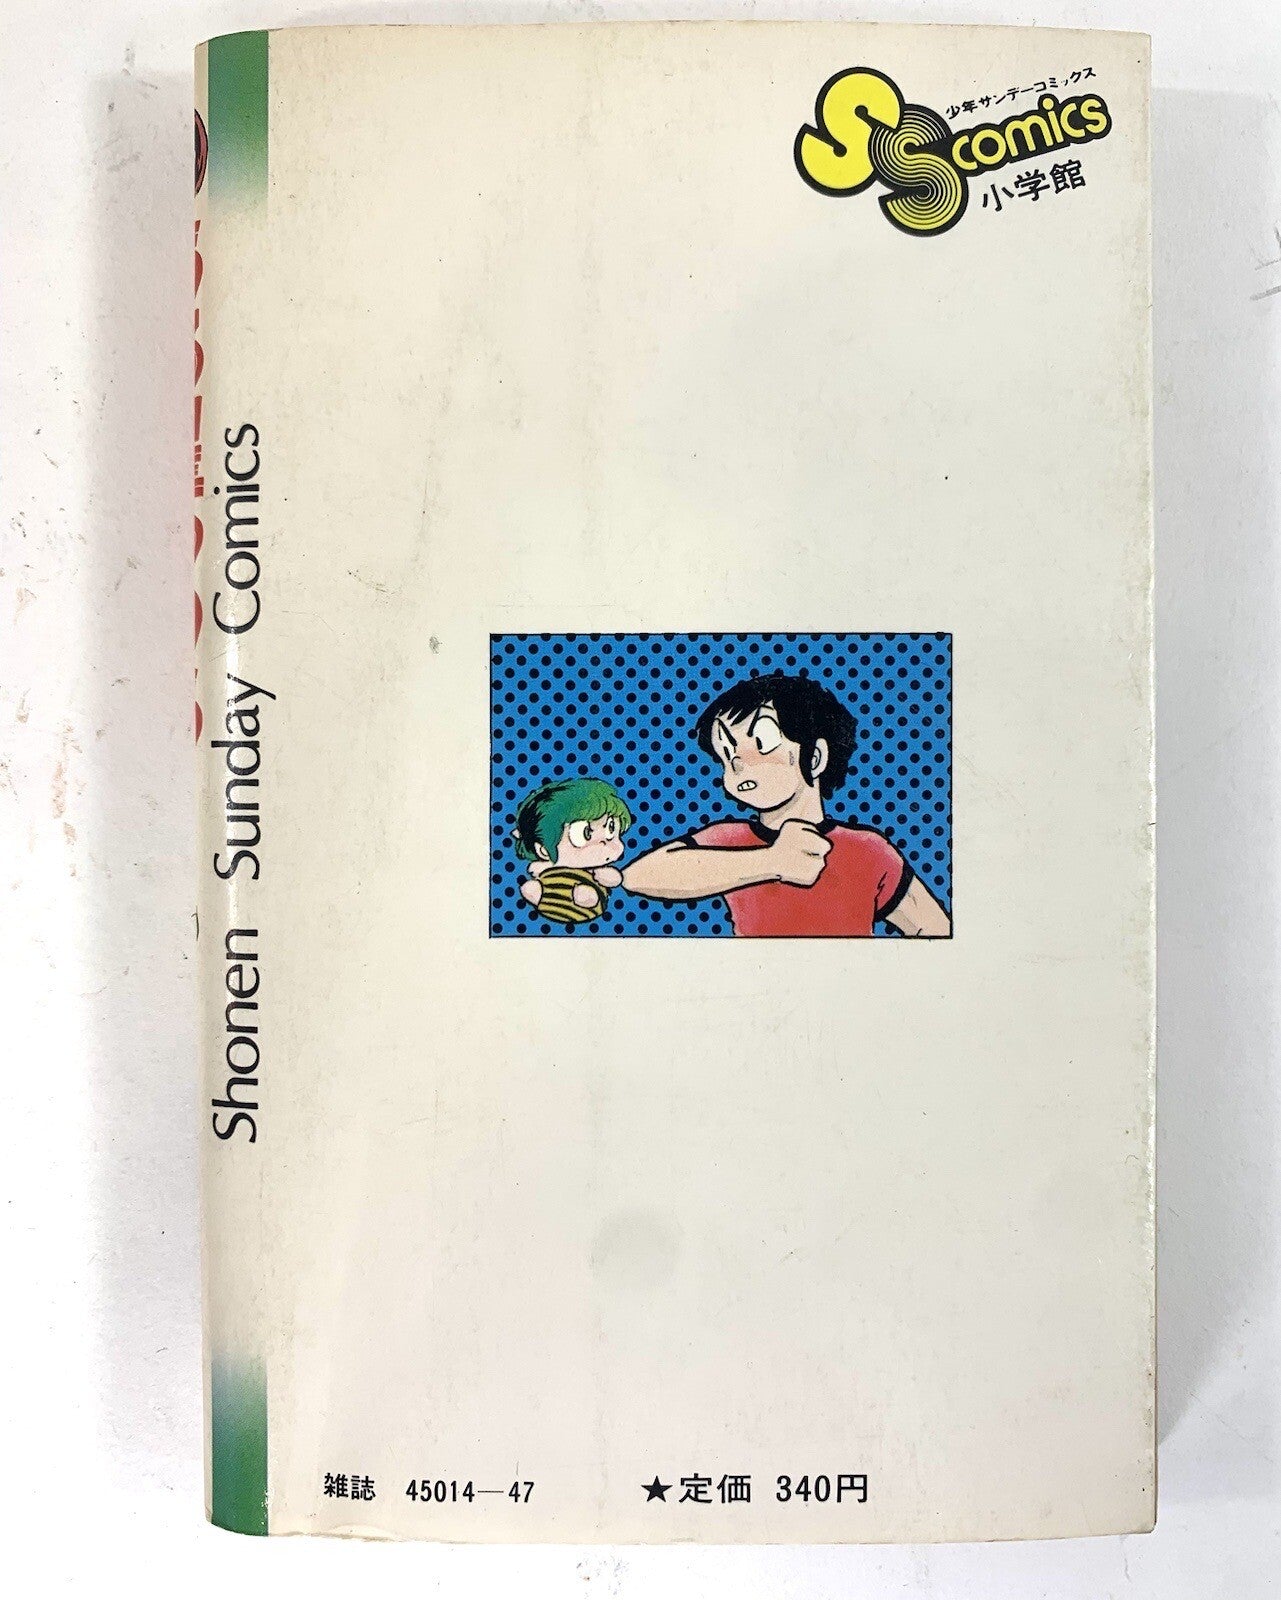 少年サンデーコミックス
SS comics
小学館
Shonen Sunday Comics
雑誌 45014—47
★定価 340円